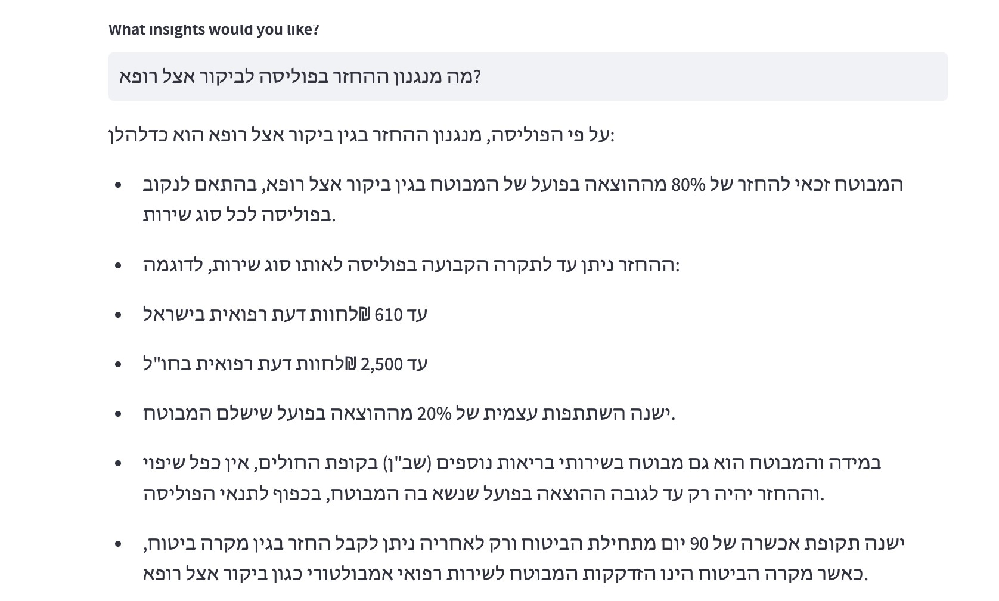 What insights would you like?
מה מנגנון ההחזר בפוליסה לביקור אצל רופא?
על פי הפוליסה, מנגנון ההחזר בגין ביקור אצל רופא הוא כדלהלן:
• המבוטח זכאי להחזר של 80% מההוצאה בפועל של המבוטח בגין ביקור אצל רופא, בהתאם לנקוב
בפוליסה לכל סוג שירות.
• ההחזר ניתן עד לתקרה הקבועה בפוליסה לאותו סוג שירות, לדוגמה:
• עד 610 ₪לחוות דעת רפואית בישראל
• עד 2,500 ₪לחוות דעת רפואית בחו"ל
• ישנה השתתפות עצמית של 20% מההוצאה בפועל שישלם המבוטח.
• במידה והמבוטח הוא גם מבוטח בשירותי בריאות נוספים (שב"ן) בקופת החולים, אין כפל שיפוי
וההחזר יהיה רק עד לגובה ההוצאה בפועל שנשא בה המבוטח, בכפוף לתנאי הפוליסה.
• ישנה תקופת אכשרה של 90 יום מתחילת הביטוח ורק לאחריה ניתן לקבל החזר בגין מקרה ביטוח,
כאשר מקרה הביטוח הינו הזדקקות המבוטח לשירות רפואי אמבולטורי כגון ביקור אצל רופא.